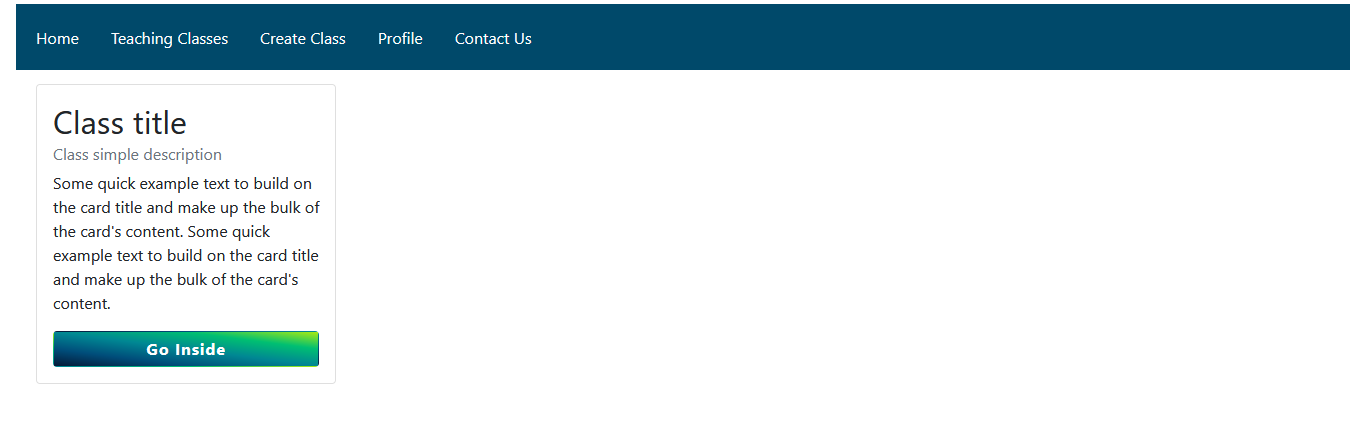 Home Teaching Classes Create Class Profile Contact Us
Class title
Class simple description
Some quick example text to build on
the card title and make up the bulk of
the card's content. Some quick
example text to build on the card title
and make up the bulk of the card's
content.
Go Inside